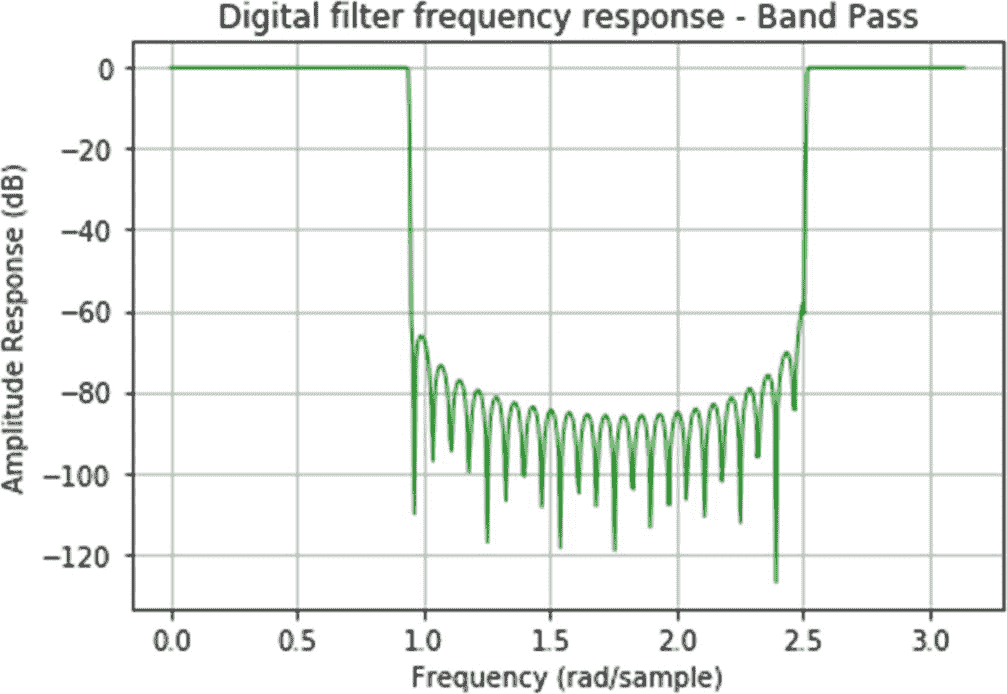 Digital filter frequency response - Band Pass
Amplitude Response (dB)
0
−20
−40
−60
−80
−100
−120
0.0 0.5 1.0 1.5 2.0 2.5 3.0
Frequency (rad/sample)